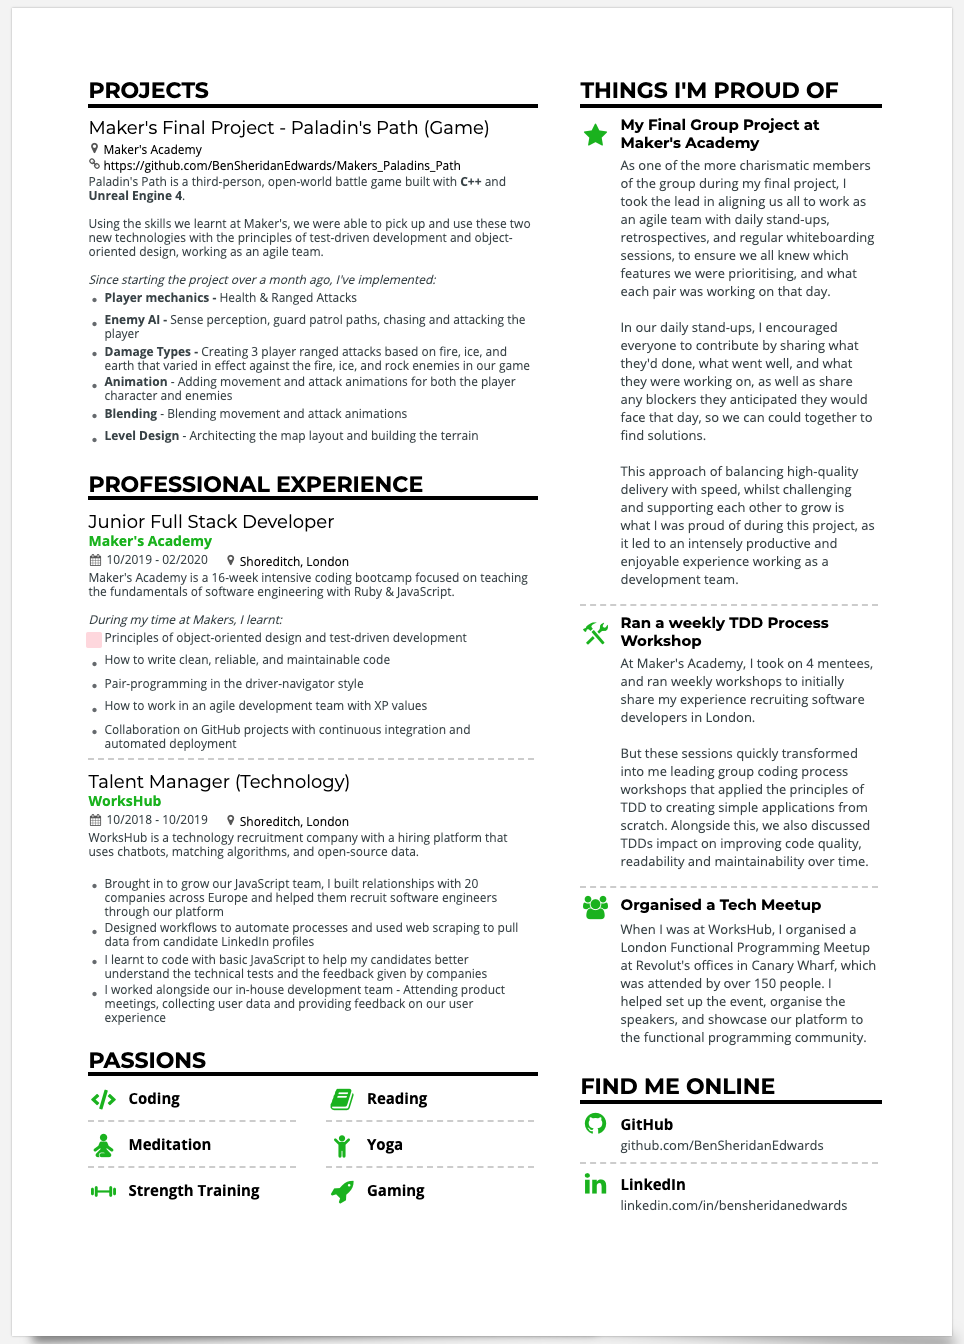 PROJECTS
Maker's Final Project - Paladin's Path (Game)
Maker's Academy
https://github.com/BenSheridanEdwards/Makers_Paladins_Path
Paladin's Path is a third-person, open-world battle game built with C++ and
Unreal Engine 4.
Using the skills we learnt at Maker's, we were able to pick up and use these two
new technologies with the principles of test-driven development and object-
oriented design, working as an agile team.
Since starting the project over a month ago, I've implemented:
• Player mechanics - Health & Ranged Attacks
• Enemy AI - Sense perception, guard patrol paths, chasing and attacking the
player
• Damage Types - Creating 3 player ranged attacks based on fire, ice, and
earth that varied in effect against the fire, ice, and rock enemies in our game
• Animation - Adding movement and attack animations for both the player
character and enemies
• Blending - Blending movement and attack animations
• Level Design - Architecting the map layout and building the terrain
PROFESSIONAL EXPERIENCE
Junior Full Stack Developer
Maker's Academy
10/2019 - 02/2020 Shoreditch, London
Maker's Academy is a 16-week intensive coding bootcamp focused on teaching
the fundamentals of software engineering with Ruby & JavaScript.
During my time at Makers, I learnt:
Principles of object-oriented design and test-driven development
• How to write clean, reliable, and maintainable code
• Pair-programming in the driver-navigator style
• How to work in an agile development team with XP values
• Collaboration on GitHub projects with continuous integration and
automated deployment
Talent Manager (Technology)
WorksHub
10/2018 - 10/2019 Shoreditch, London
WorksHub is a technology recruitment company with a hiring platform that
uses chatbots, matching algorithms, and open-source data.
• Brought in to grow our JavaScript team, I built relationships with 20
companies across Europe and helped them recruit software engineers
through our platform
• Designed workflows to automate processes and used web scraping to pull
data from candidate LinkedIn profiles
• I learnt to code with basic JavaScript to help my candidates better
understand the technical tests and the feedback given by companies
• I worked alongside our in-house development team - Attending product
meetings, collecting user data and providing feedback on our user
experience
PASSIONS
Coding
Reading
Meditation
Yoga
Strength Training
Gaming
THINGS I'M PROUD OF
My Final Group Project at
Maker's Academy
As one of the more charismatic members
of the group during my final project, I
took the lead in aligning us all to work as
an agile team with daily stand-ups,
retrospectives, and regular whiteboarding
sessions, to ensure we all knew which
features we were prioritising, and what
each pair was working on that day.
In our daily stand-ups, I encouraged
everyone to contribute by sharing what
they'd done, what went well, and what
they were working on, as well as share
any blockers they anticipated they would
face that day, so we can could together to
find solutions.
This approach of balancing high-quality
delivery with speed, whilst challenging
and supporting each other to grow is
what I was proud of during this project, as
it led to an intensely productive and
enjoyable experience working as a
development team.
Ran a weekly TDD Process
Workshop
At Maker's Academy, I took on 4 mentees,
and ran weekly workshops to initially
share my experience recruiting software
developers in London.
But these sessions quickly transformed
into me leading group coding process
workshops that applied the principles of
TDD to creating simple applications from
scratch. Alongside this, we also discussed
TDDs impact on improving code quality,
readability and maintainability over time.
Organised a Tech Meetup
When I was at WorksHub, I organised a
London Functional Programming Meetup
at Revolut's offices in Canary Wharf, which
was attended by over 150 people. I
helped set up the event, organise the
speakers, and showcase our platform to
the functional programming community.
FIND ME ONLINE
GitHub
github.com/BenSheridanEdwards
LinkedIn
linkedin.com/in/bensheridanedwards